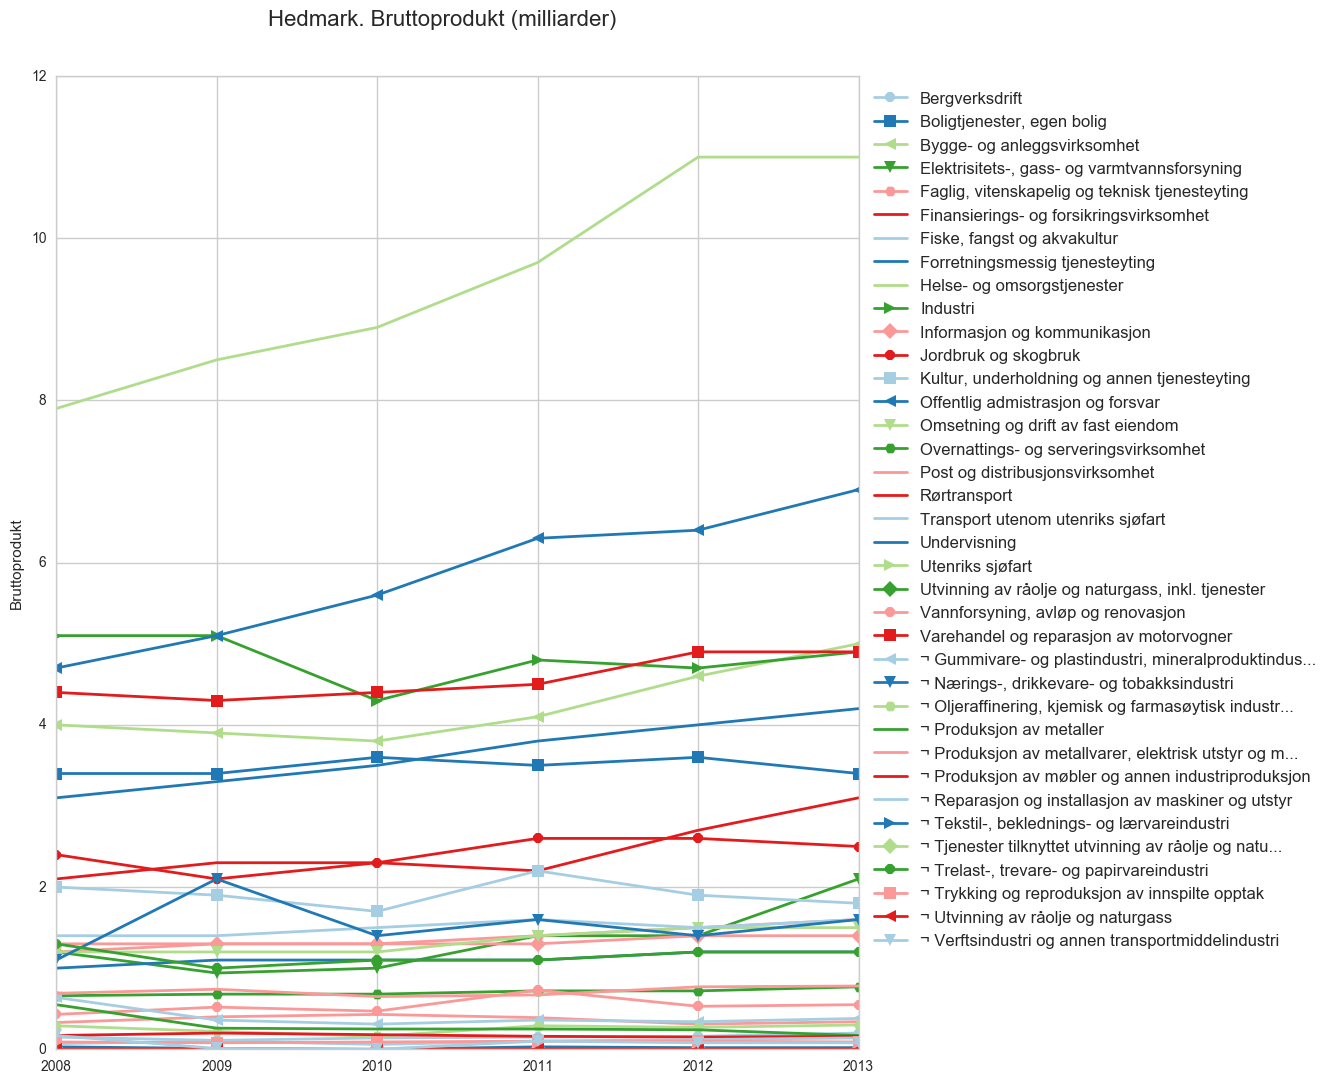 Hedmark. Bruttoprodukt (milliarder)
12
10
8
6
4
2
0
Bruttoprodukt
2008
2009
2010
2011
2012
2013
Bergverksdrift
Boligtjenester, egen bolig
Bygge- og anleggsvirksomhet
Elektrisitets-, gass- og varmtvannsforsyning
Faglig, vitenskapelig og teknisk tjenesteyting
Finansierings- og forsikringsvirksomhet
Fiske, fangst og akvakultur
Forretningsmessig tjenesteyting
Helse- og omsorgstjenester
Industri
Informasjon og kommunikasjon
Jordbruk og skogbruk
Kultur, underholdning og annen tjenesteyting
Offentlig admistrasjon og forsvar
Omsetning og drift av fast eiendom
Overnattings- og serveringsvirksomhet
Post og distribusjonsvirksomhet
Rørtransport
Transport utenom utenriks sjøfart
Undervisning
Utenriks sjøfart
Utvinning av råolje og naturgass, inkl. tjenester
Vannforsyning, avløp og renovasjon
Varehandel og reparasjon av motorvogner
¬ Gummivare- og plastindustri, mineralproduktindus...
¬ Nærings-, drikkevare- og tobakksindustri
¬ Oljeraffinering, kjemisk og farmasøytisk industr...
¬ Produksjon av metaller
¬ Produksjon av metallvarer, elektrisk utstyr og m...
¬ Produksjon av møbler og annen industriproduksjon
¬ Reparasjon og installasjon av maskiner og utstyr
¬ Tekstil-, beklednings- og lærvareindustri
¬ Tjenester tilknyttet utvinning av råolje og natu...
¬ Trelast-, trevare- og papirvareindustri
¬ Trykking og reproduksjon av innspilte opptak
¬ Utvinning av råolje og naturgass
¬ Verftsindustri og annen transportmiddelindustri